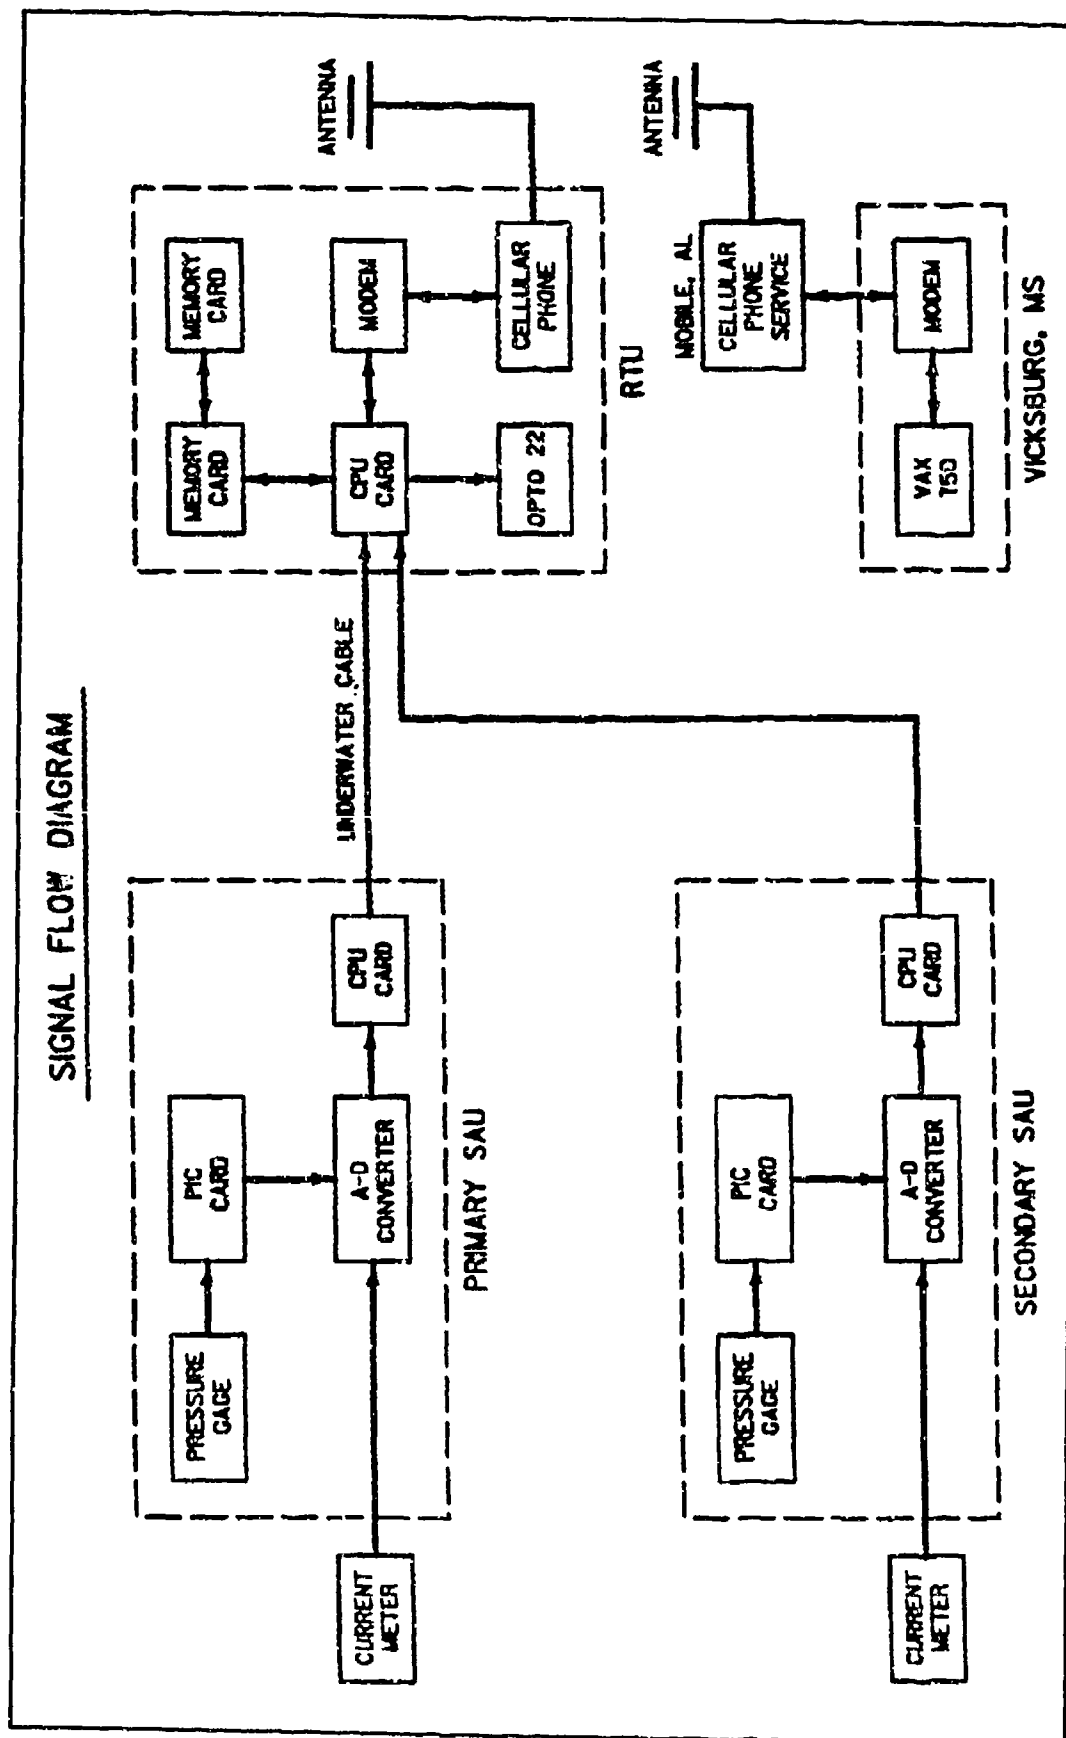 SIGNAL FLOW DIAGRAM
CURRENT
METER
PRESSURE
GAGE
PIC
CARD
A-D
CONVERTER
CPU
CARD
PRIMARY SAU
UNDERWATER CABLE
MEMORY
CARD
MEMORY
CARD
CPU
CARD
MODEM
OPTO 22
CELLULAR
PHONE
RTU
ANTENNA
CURRENT
METER
PRESSURE
GAGE
PIC
CARD
A-D
CONVERTER
CPU
CARD
SECONDARY SAU
MOBILE, AL
CELLULAR
PHONE
SERVICE
ANTENNA
VAX
750
MODEM
VICKSBURG, MS